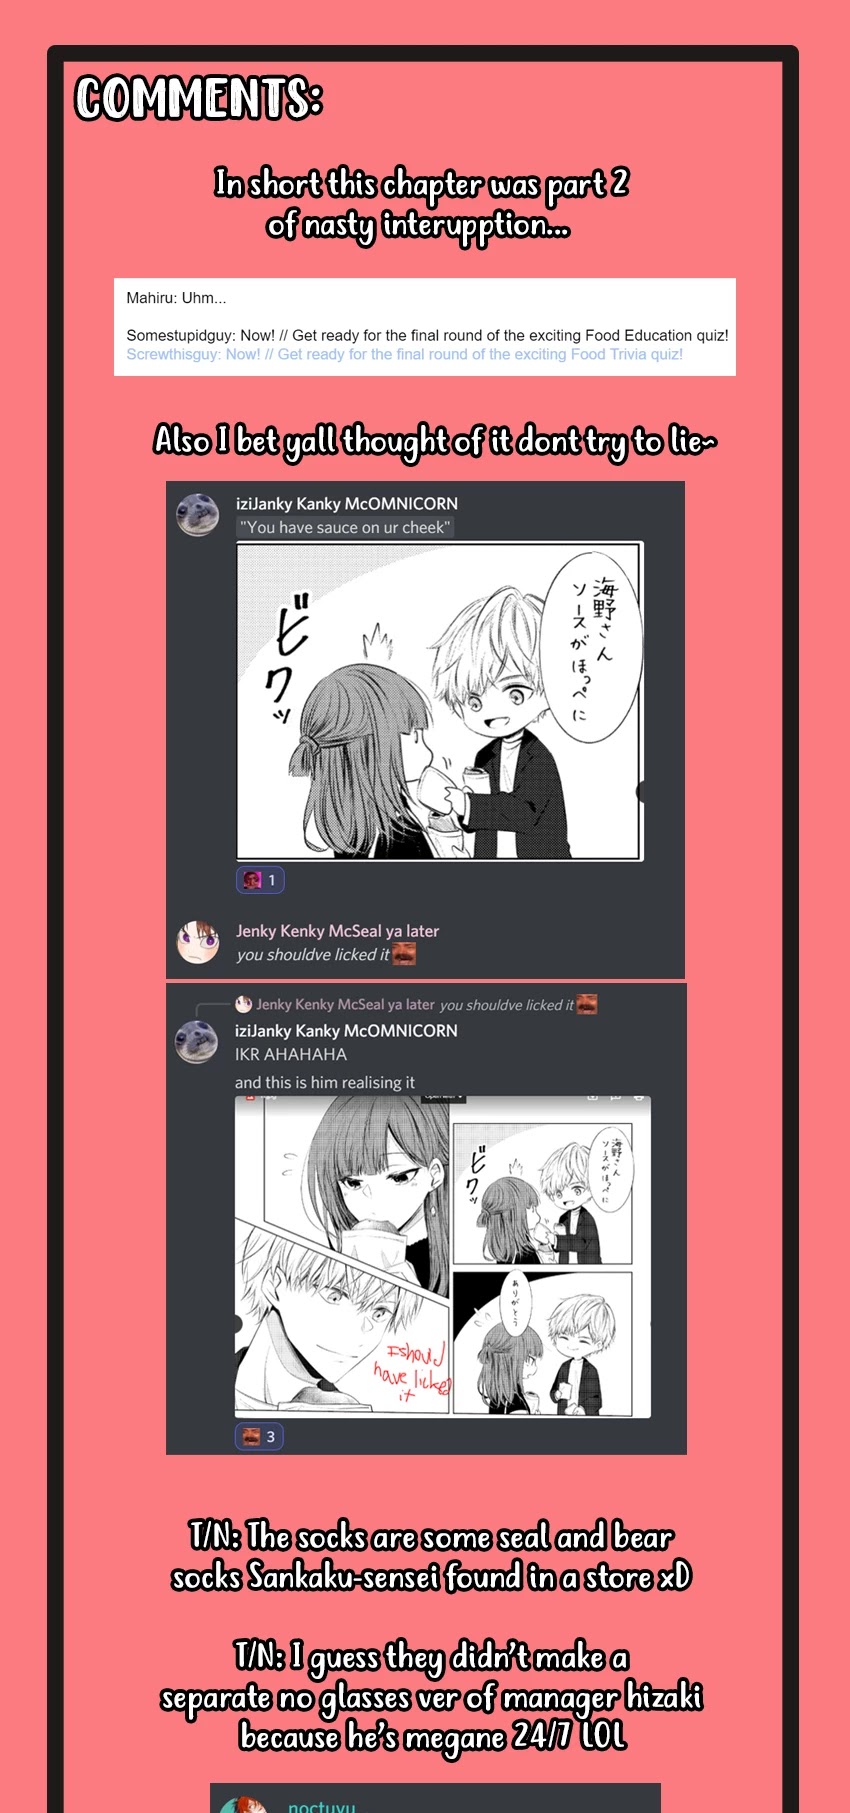 COMMENTS:
In short this chapter was part 2
of nasty interupption...
Mahiru: Uhm...
Somestupidguy: Now! // Get ready for the final round of the exciting Food Education quiz!
Screwthisguy: Now! // Get ready for the final round of the exciting Food Trivia quiz!
Also I bet yall thought of it dont try to lie~
iziJanky Kanky McOMNICORN
"You have sauce on ur cheek"
海野さん
ソースがほっぺに
ビクッ
1
Jenky Kenky McSeal ya later
you shouldve licked it
Jenky Kenky McSeal ya later you shouldve licked it
iziJanky Kanky McOMNICORN
IKR AHAHAHA
and this is him realising it
海野さん
ソースがほっぺに
ビクッ
ありがとう
I should
have licked
it
3
T/N: The socks are some seal and bear
socks Sankaku-sensei found in a store xD
T/N: I guess they didn't make a
separate no glasses ver of manager hizaki
because he's megane 24/7 LOL